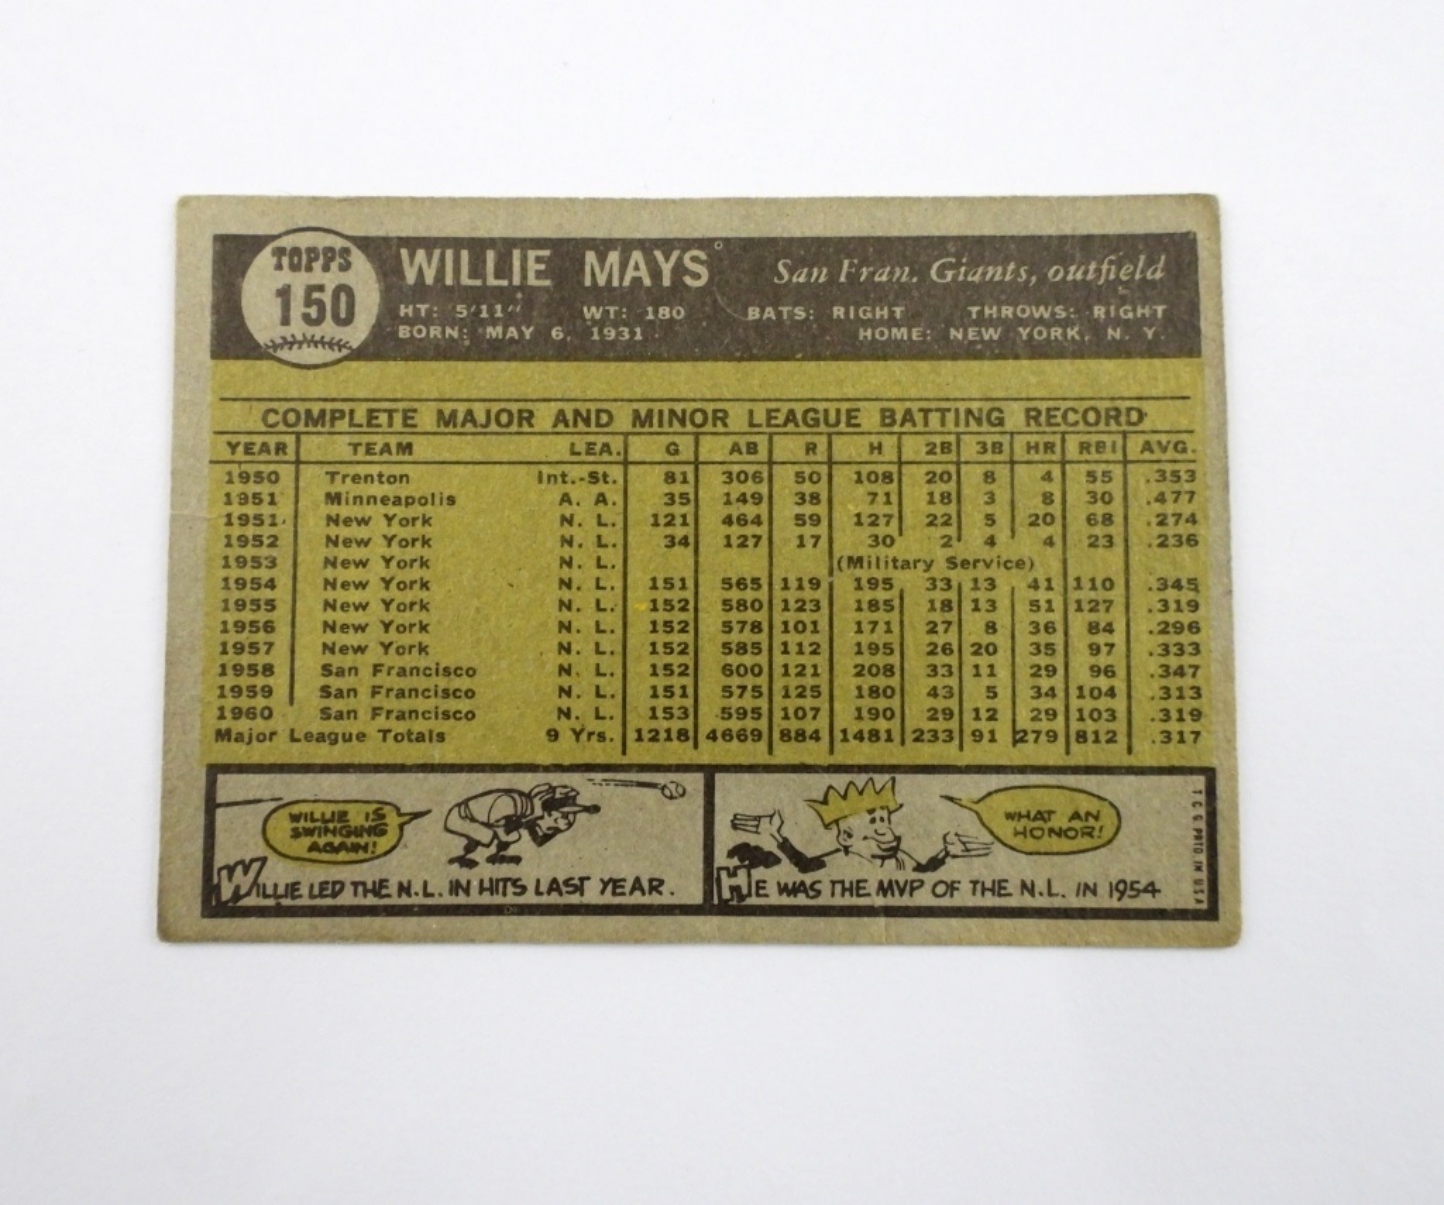 TOPPS
150
WILLIE MAYS
San Fran. Giants, outfield
HT: 5'11" WT: 180 BATS: RIGHT THROWS: RIGHT
BORN: MAY 6, 1931 HOME: NEW YORK, N. Y.
COMPLETE MAJOR AND MINOR LEAGUE BATTING RECORD
YEAR TEAM LEA. G AB R H 2B 3B HR RBI AVG.
1950 Trenton Int.-St. 81 306 50 108 20 8 4 55 .353
1951 Minneapolis A. A. 35 149 38 71 18 3 8 30 .477
1951 New York N. L. 121 464 59 127 22 5 20 68 .274
1952 New York N. L. 34 127 17 30 2 4 4 23 .236
1953 New York N. L. (Military Service)
1954 New York N. L. 151 565 119 195 33 13 41 110 .345
1955 New York N. L. 152 580 123 185 18 13 51 127 .319
1956 New York N. L. 152 578 101 171 27 8 36 84 .296
1957 New York N. L. 152 585 112 195 26 20 35 97 .333
1958 San Francisco N. L. 152 600 121 208 33 11 29 96 .347
1959 San Francisco N. L. 151 575 125 180 43 5 34 104 .313
1960 San Francisco N. L. 153 595 107 190 29 12 29 103 .319
Major League Totals 9 Yrs. 1218 4669 884 1481 233 91 279 812 .317
WILLIE IS
SWINGING
AGAIN!
WILLIE LED THE N.L. IN HITS LAST YEAR.
WHAT AN
HONOR!
HE WAS THE MVP OF THE N.L. IN 1954
T C G PRTD. IN U.S.A